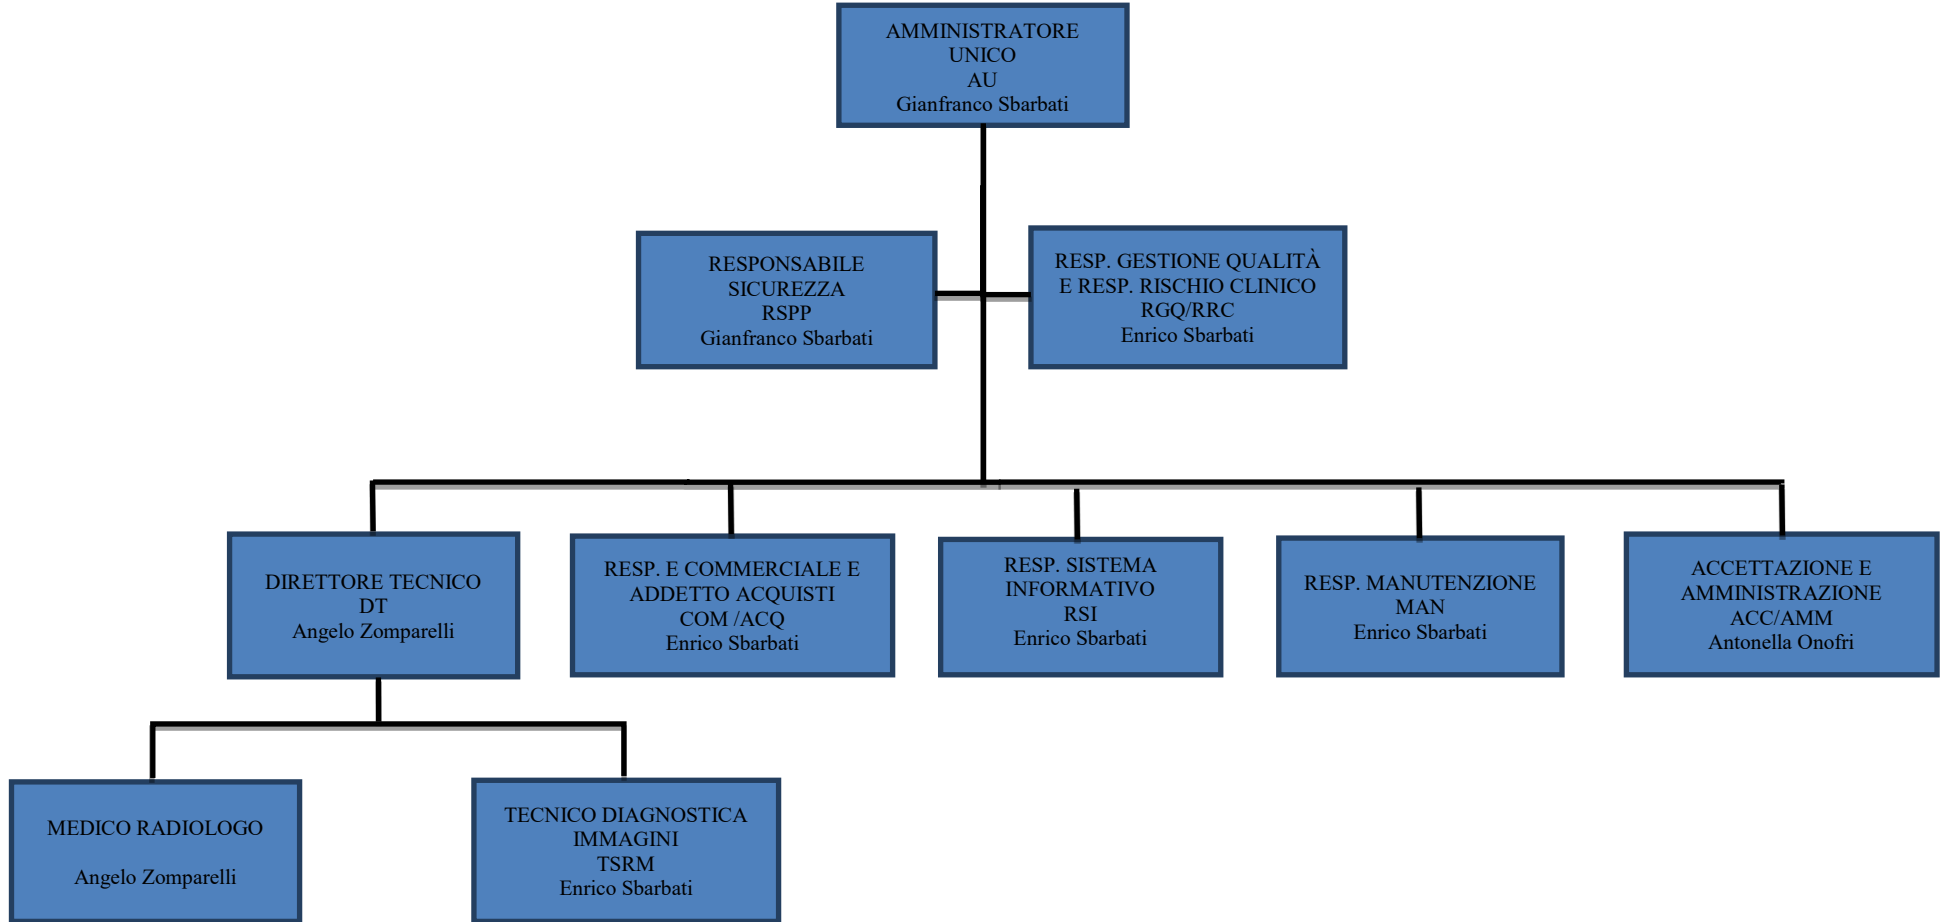 AMMINISTRATORE
UNICO
AU
Gianfranco Sbarbati
RESPONSABILE
SICUREZZA
RSPP
Gianfranco Sbarbati
RESP. GESTIONE QUALITÀ
E RESP. RISCHIO CLINICO
RGQ/RRC
Enrico Sbarbati
DIRETTORE TECNICO
DT
Angelo Zomparelli
RESP. E COMMERCIALE E
ADDETTO ACQUISTI
COM /ACQ
Enrico Sbarbati
RESP. SISTEMA
INFORMATIVO
RSI
Enrico Sbarbati
RESP. MANUTENZIONE
MAN
Enrico Sbarbati
ACCETTAZIONE E
AMMINISTRAZIONE
ACC/AMM
Antonella Onofri
MEDICO RADIOLOGO
Angelo Zomparelli
TECNICO DIAGNOSTICA
IMMAGINI
TSRM
Enrico Sbarbati